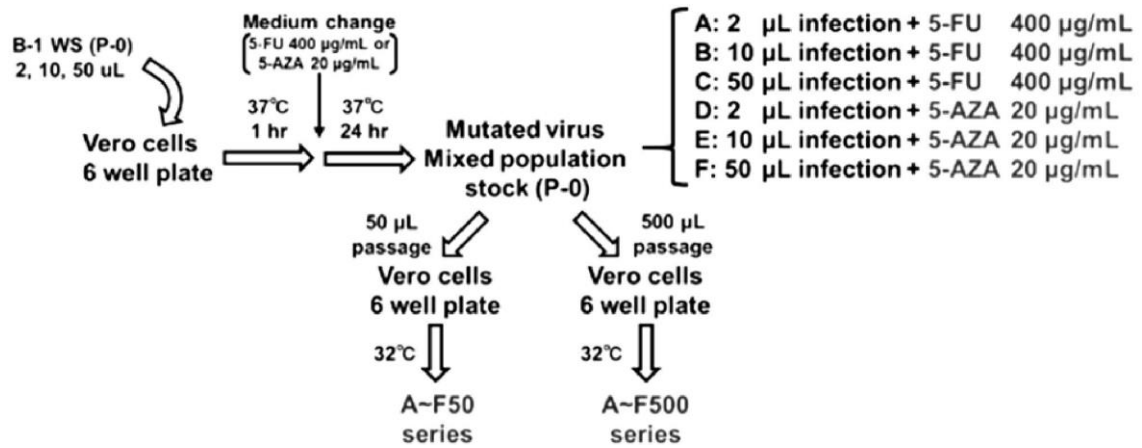 B-1 WS (P-0)
2, 10, 50 uL
Medium change
5-FU 400 µg/mL or
5-AZA 20 µg/mL
Vero cells
6 well plate
37℃
1 hr
37℃
24 hr
Mutated virus
Mixed population
stock (P-0)
A: 2 µL infection + 5-FU 400 µg/mL
B: 10 µL infection + 5-FU 400 µg/mL
C: 50 µL infection + 5-FU 400 µg/mL
D: 2 µL infection + 5-AZA 20 µg/mL
E: 10 µL infection + 5-AZA 20 µg/mL
F: 50 µL infection + 5-AZA 20 µg/mL
50 µL
passage
Vero cells
6 well plate
32℃
A~F50
series
500 µL
passage
Vero cells
6 well plate
32℃
A~F500
series